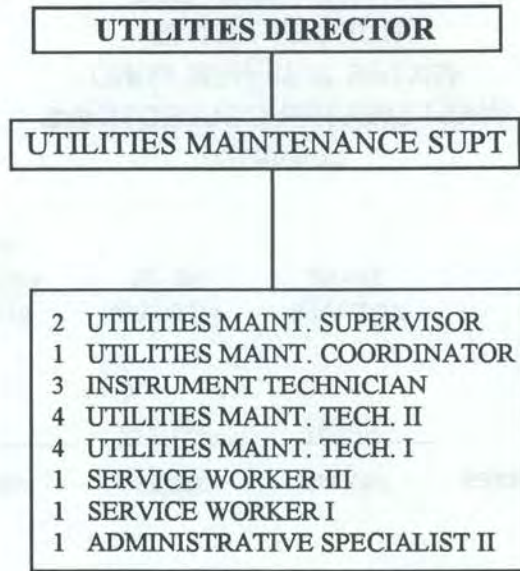 UTILITIES DIRECTOR
UTILITIES MAINTENANCE SUPT
2 UTILITIES MAINT. SUPERVISOR
1 UTILITIES MAINT. COORDINATOR
3 INSTRUMENT TECHNICIAN
4 UTILITIES MAINT. TECH. II
4 UTILITIES MAINT. TECH. I
1 SERVICE WORKER III
1 SERVICE WORKER I
1 ADMINISTRATIVE SPECIALIST II